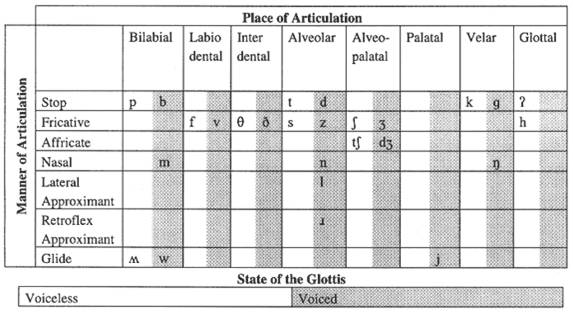 Place of Articulation
Bilabial Labio Inter Alveolar Alveo- Palatal Velar Glottal
dental dental palatal
Manner of Articulation
Stop p b t d k g ʔ
Fricative f v θ ð s z ʃ ʒ h
Affricate tʃ dʒ
Nasal m n ŋ
Lateral l
Approximant
Retroflex ɹ
Approximant
Glide ʍ w j
State of the Glottis
Voiceless Voiced